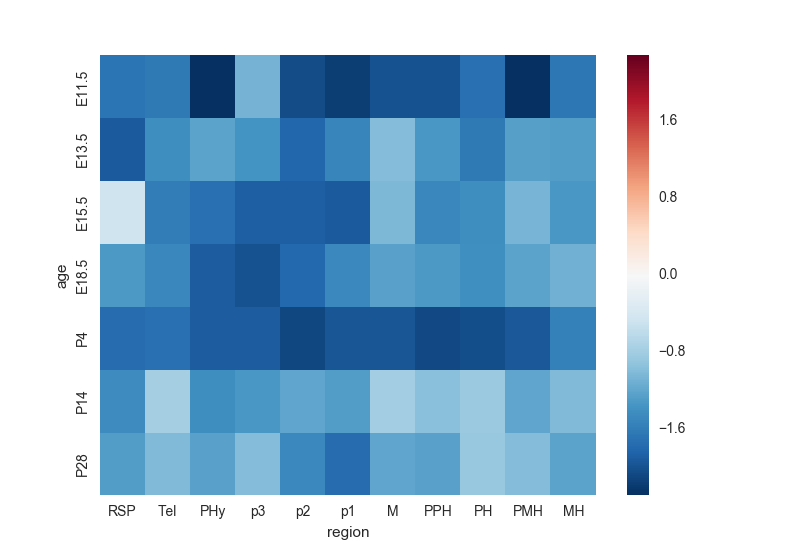 age
E11.5
E13.5
E15.5
E18.5
P4
P14
P28
RSP Tel PHy p3 p2 p1 M PPH PH PMH MH
region
1.6
0.8
0.0
−0.8
−1.6